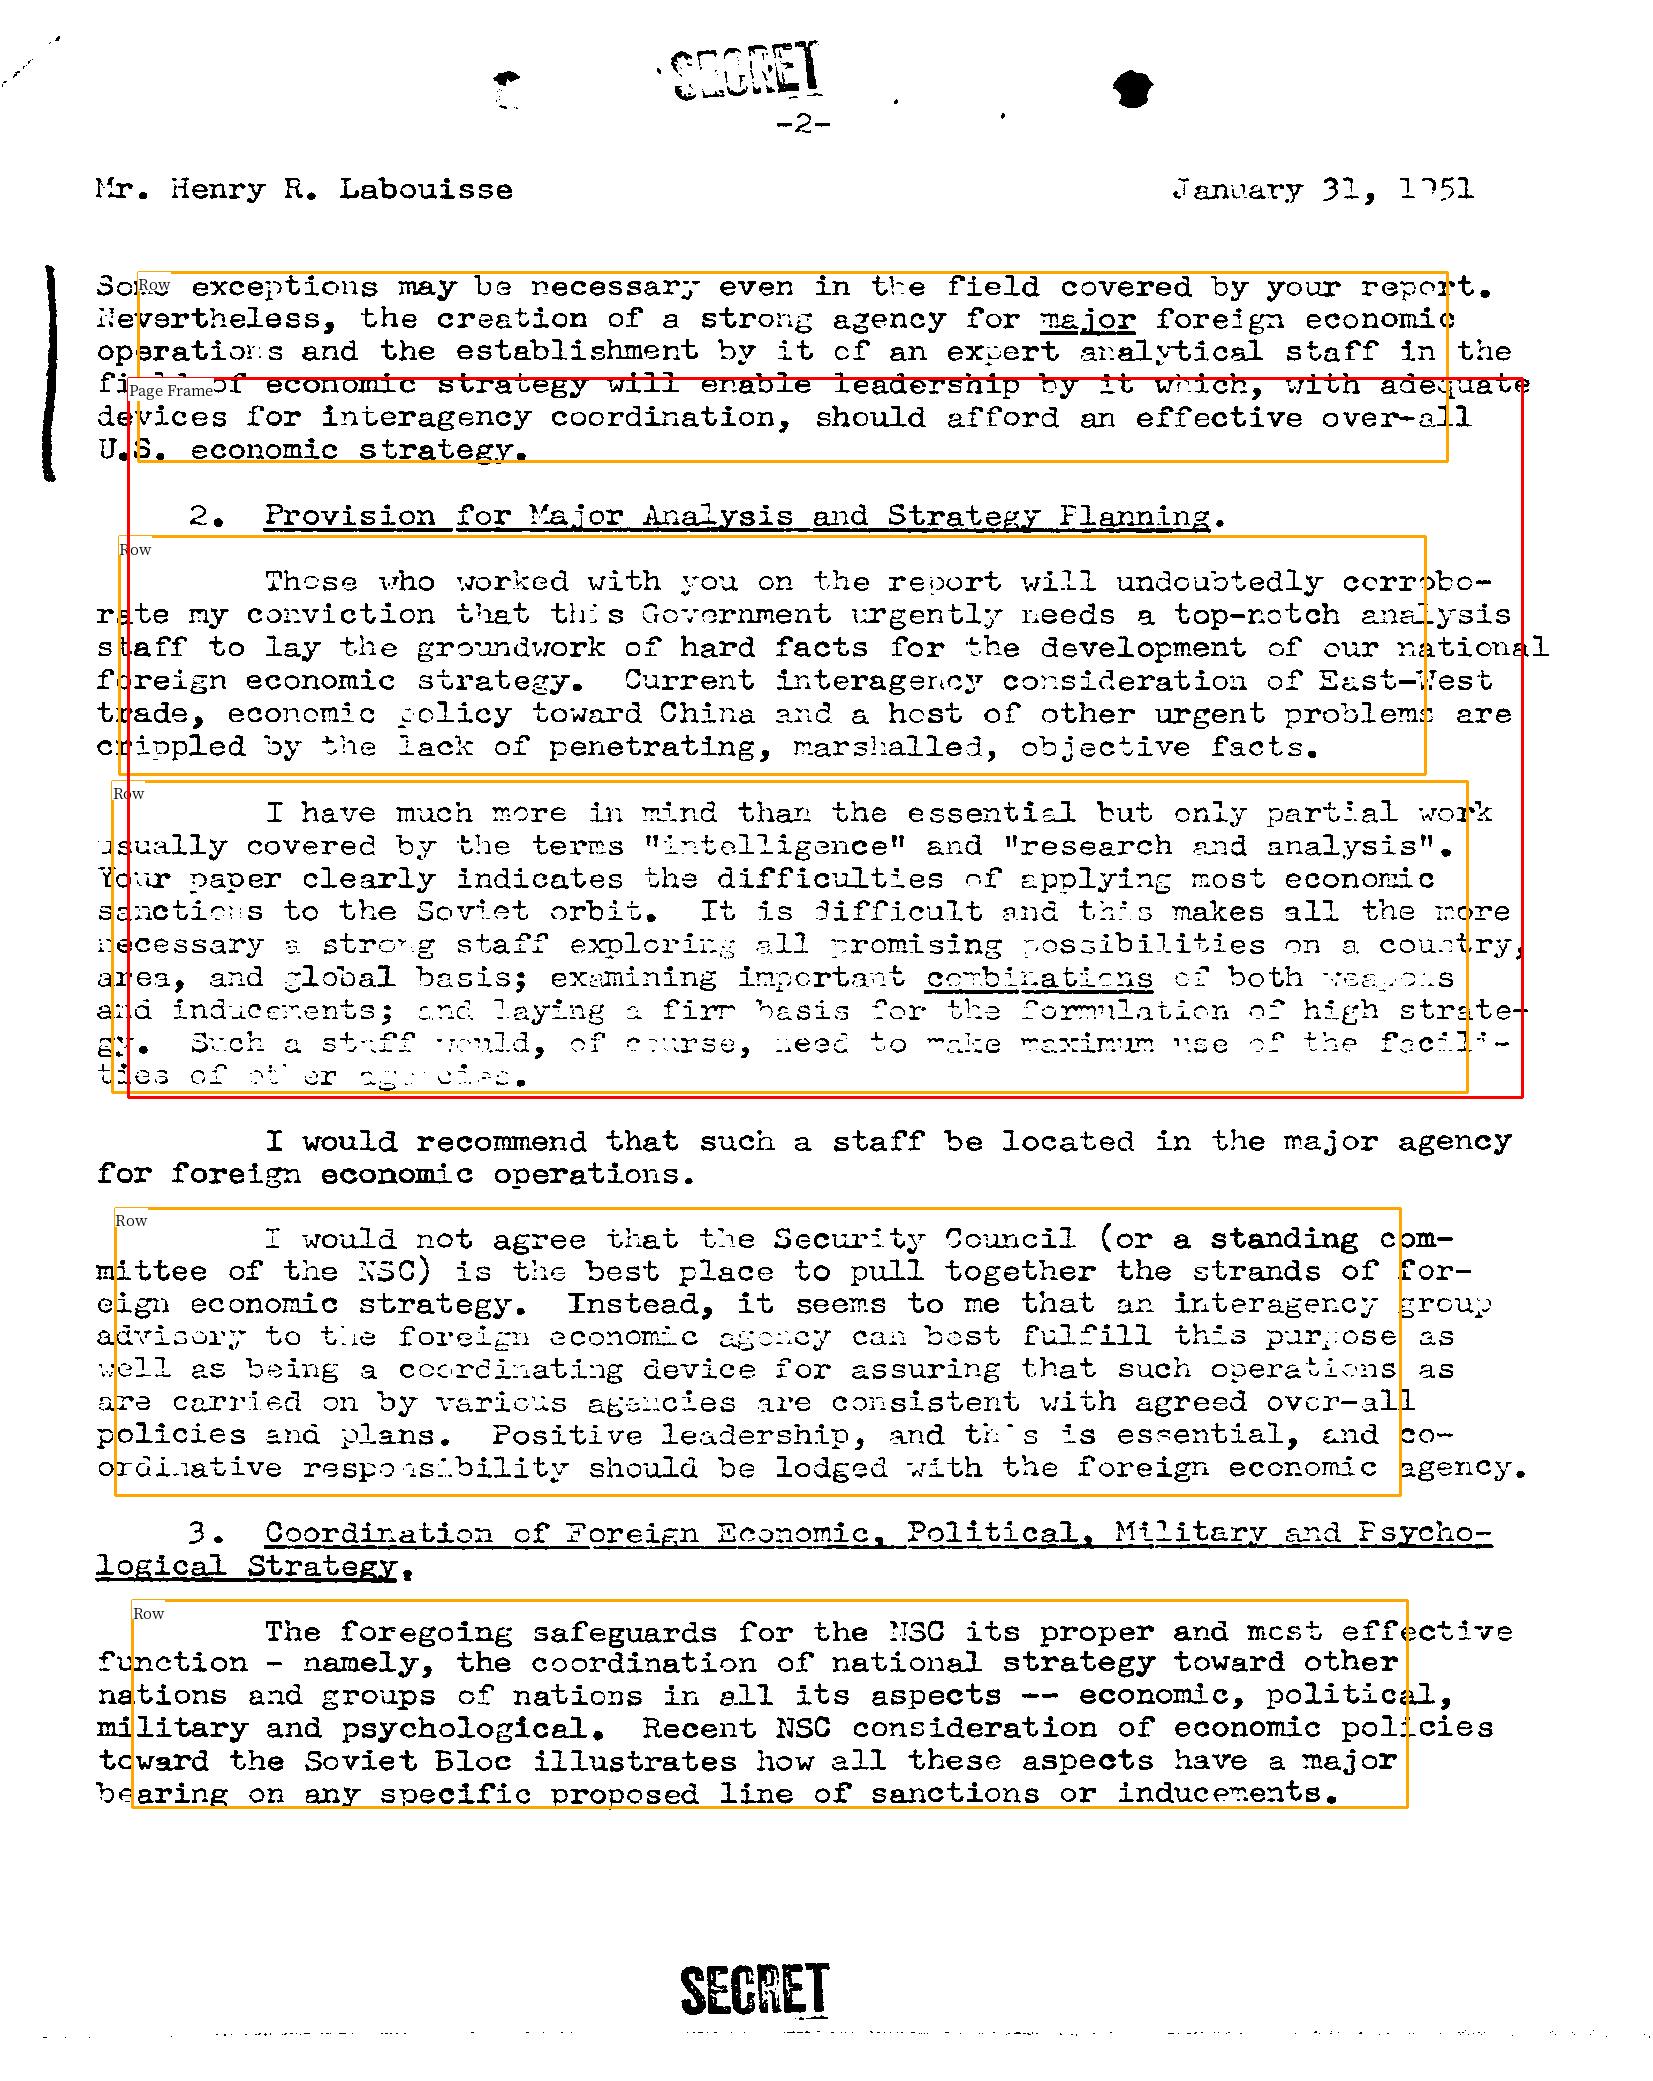 SECRET
-2-
Mr. Henry R. Labouisse January 31, 1951
Some exceptions may be necessary even in the field covered by your report.
Nevertheless, the creation of a strong agency for major foreign economic
operations and the establishment by it of an expert analytical staff in the
field of economic strategy will enable leadership by it which, with adequate
devices for interagency coordination, should afford an effective over-all
U.S. economic strategy.
2. Provision for Major Analysis and Strategy Planning.
Those who worked with you on the report will undoubtedly corrobo-
rate my conviction that this Government urgently needs a top-notch analysis
staff to lay the groundwork of hard facts for the development of our national
foreign economic strategy. Current interagency consideration of East-West
trade, economic policy toward China and a host of other urgent problems are
crippled by the lack of penetrating, marshalled, objective facts.
I have much more in mind than the essential but only partial work
usually covered by the terms "intelligence" and "research and analysis".
Your paper clearly indicates the difficulties of applying most economic
sanctions to the Soviet orbit. It is difficult and this makes all the more
necessary a strong staff exploring all promising possibilities on a country,
area, and global basis; examining important combinations of both weapons
and inducements; and laying a firm basis for the formulation of high strate-
gy. Such a staff would, of course, need to make maximum use of the facili-
ties of other agencies.
I would recommend that such a staff be located in the major agency
for foreign economic operations.
I would not agree that the Security Council (or a standing com-
mittee of the NSC) is the best place to pull together the strands of for-
eign economic strategy. Instead, it seems to me that an interagency group
advisory to the foreign economic agency can best fulfill this purpose as
well as being a coordinating device for assuring that such operations as
are carried on by various agencies are consistent with agreed over-all
policies and plans. Positive leadership, and this is essential, and co-
ordinative responsibility should be lodged with the foreign economic agency.
3. Coordination of Foreign Economic, Political, Military and Psycho-
logical Strategy.
The foregoing safeguards for the NSC its proper and most effective
function - namely, the coordination of national strategy toward other
nations and groups of nations in all its aspects -- economic, political,
military and psychological. Recent NSC consideration of economic policies
toward the Soviet Bloc illustrates how all these aspects have a major
bearing on any specific proposed line of sanctions or inducements.
SECRET
Row
Page Frame
Row
Row
Row
Row